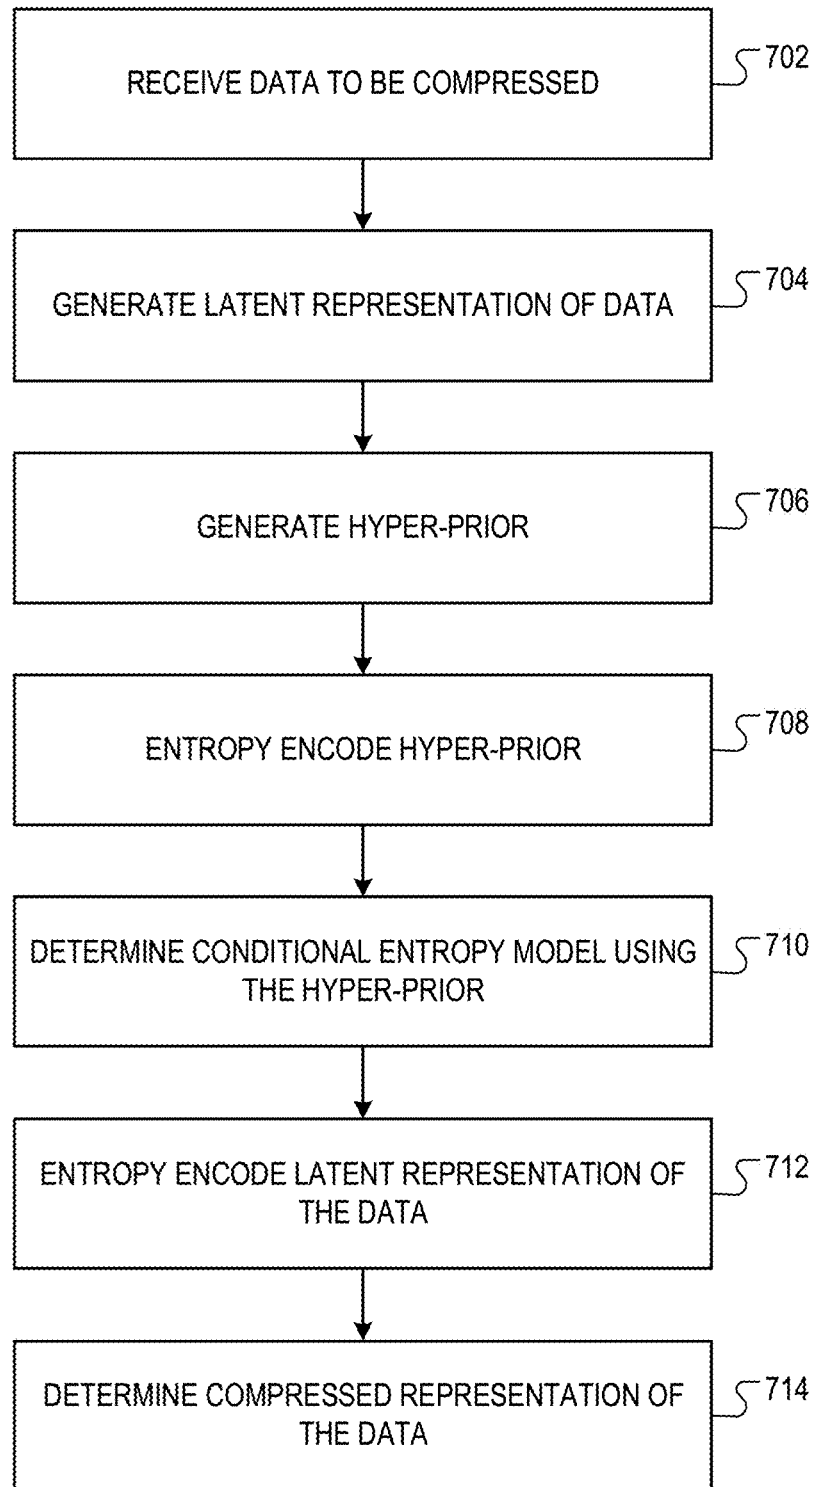 RECEIVE DATA TO BE COMPRESSED
702
GENERATE LATENT REPRESENTATION OF DATA
704
GENERATE HYPER-PRIOR
706
ENTROPY ENCODE HYPER-PRIOR
708
DETERMINE CONDITIONAL ENTROPY MODEL USING
THE HYPER-PRIOR
710
ENTROPY ENCODE LATENT REPRESENTATION OF
THE DATA
712
DETERMINE COMPRESSED REPRESENTATION OF
THE DATA
714